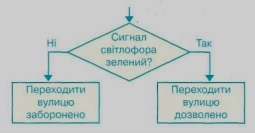 Сигнал
світлофора
зелений?
Ні
Так
Переходити
вулицю
заборонено
Переходити
вулицю
дозволено